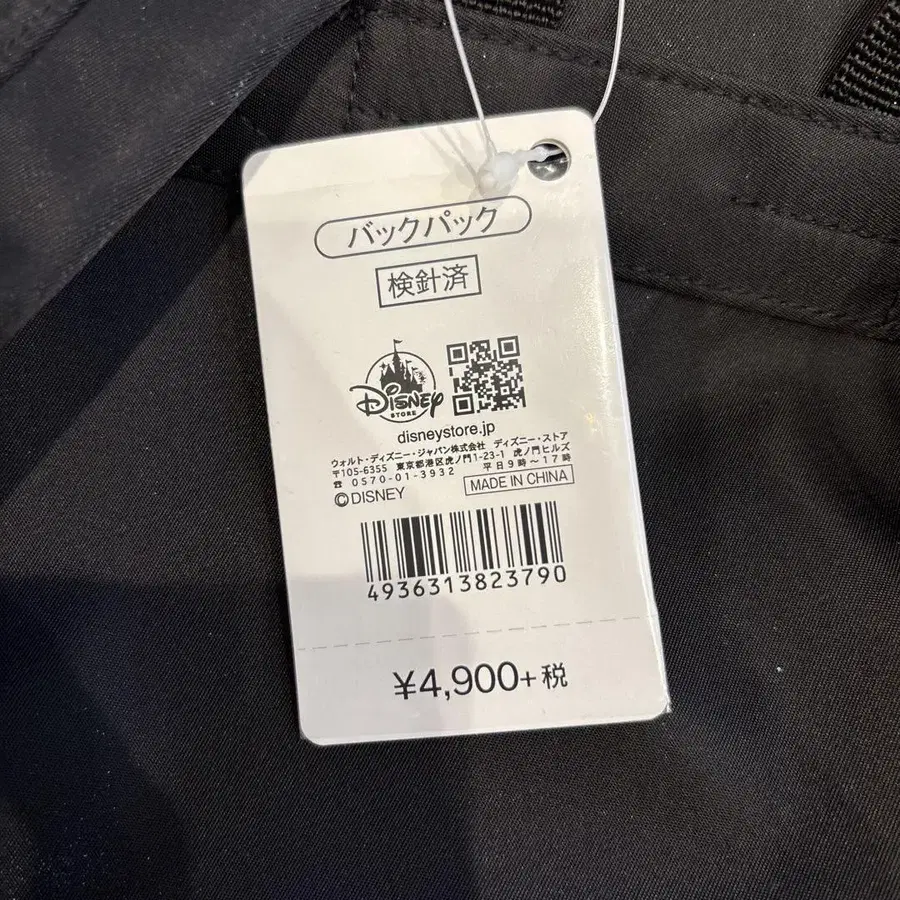 バックパック
検針済
Disney
STORE
disneystore.jp
ウォルト・ディズニー・ジャパン株式会社 ディズニー・ストア
〒105-6355 東京都港区虎ノ門1-23-1 虎ノ門ヒルズ
☎ 0570-01-3932 平日9時～17時
©DISNEY MADE IN CHINA
4936313823790
¥4,900+税